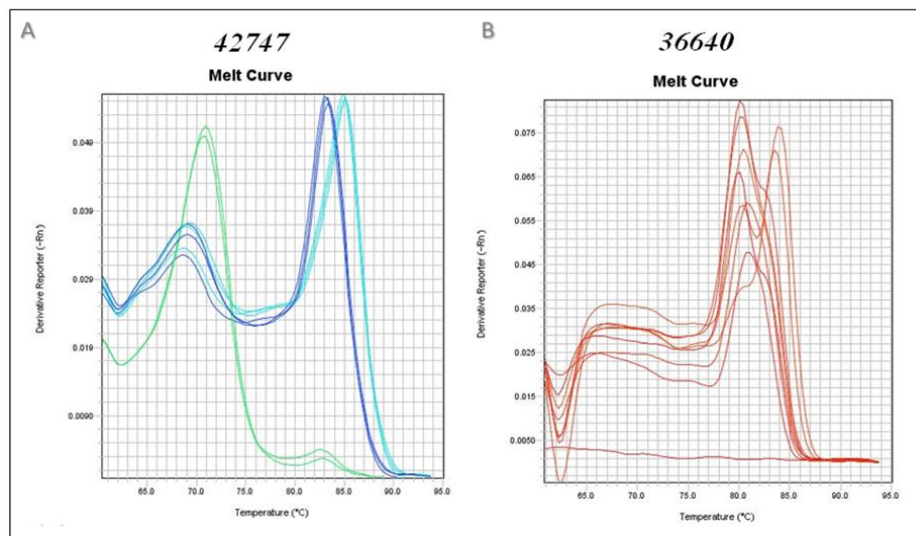 A
42747
Melt Curve
0.040
0.039
0.029
0.019
0.0090
Derivative Reporter (-Rn)
65.0 70.0 75.0 80.0 85.0 90.0 95.0
Temperature (°C)
B
36640
Melt Curve
0.075
0.065
0.055
0.045
0.035
0.025
0.015
0.0050
Derivative Reporter (-Rn)
65.0 70.0 75.0 80.0 85.0 90.0 95.0
Temperature (°C)